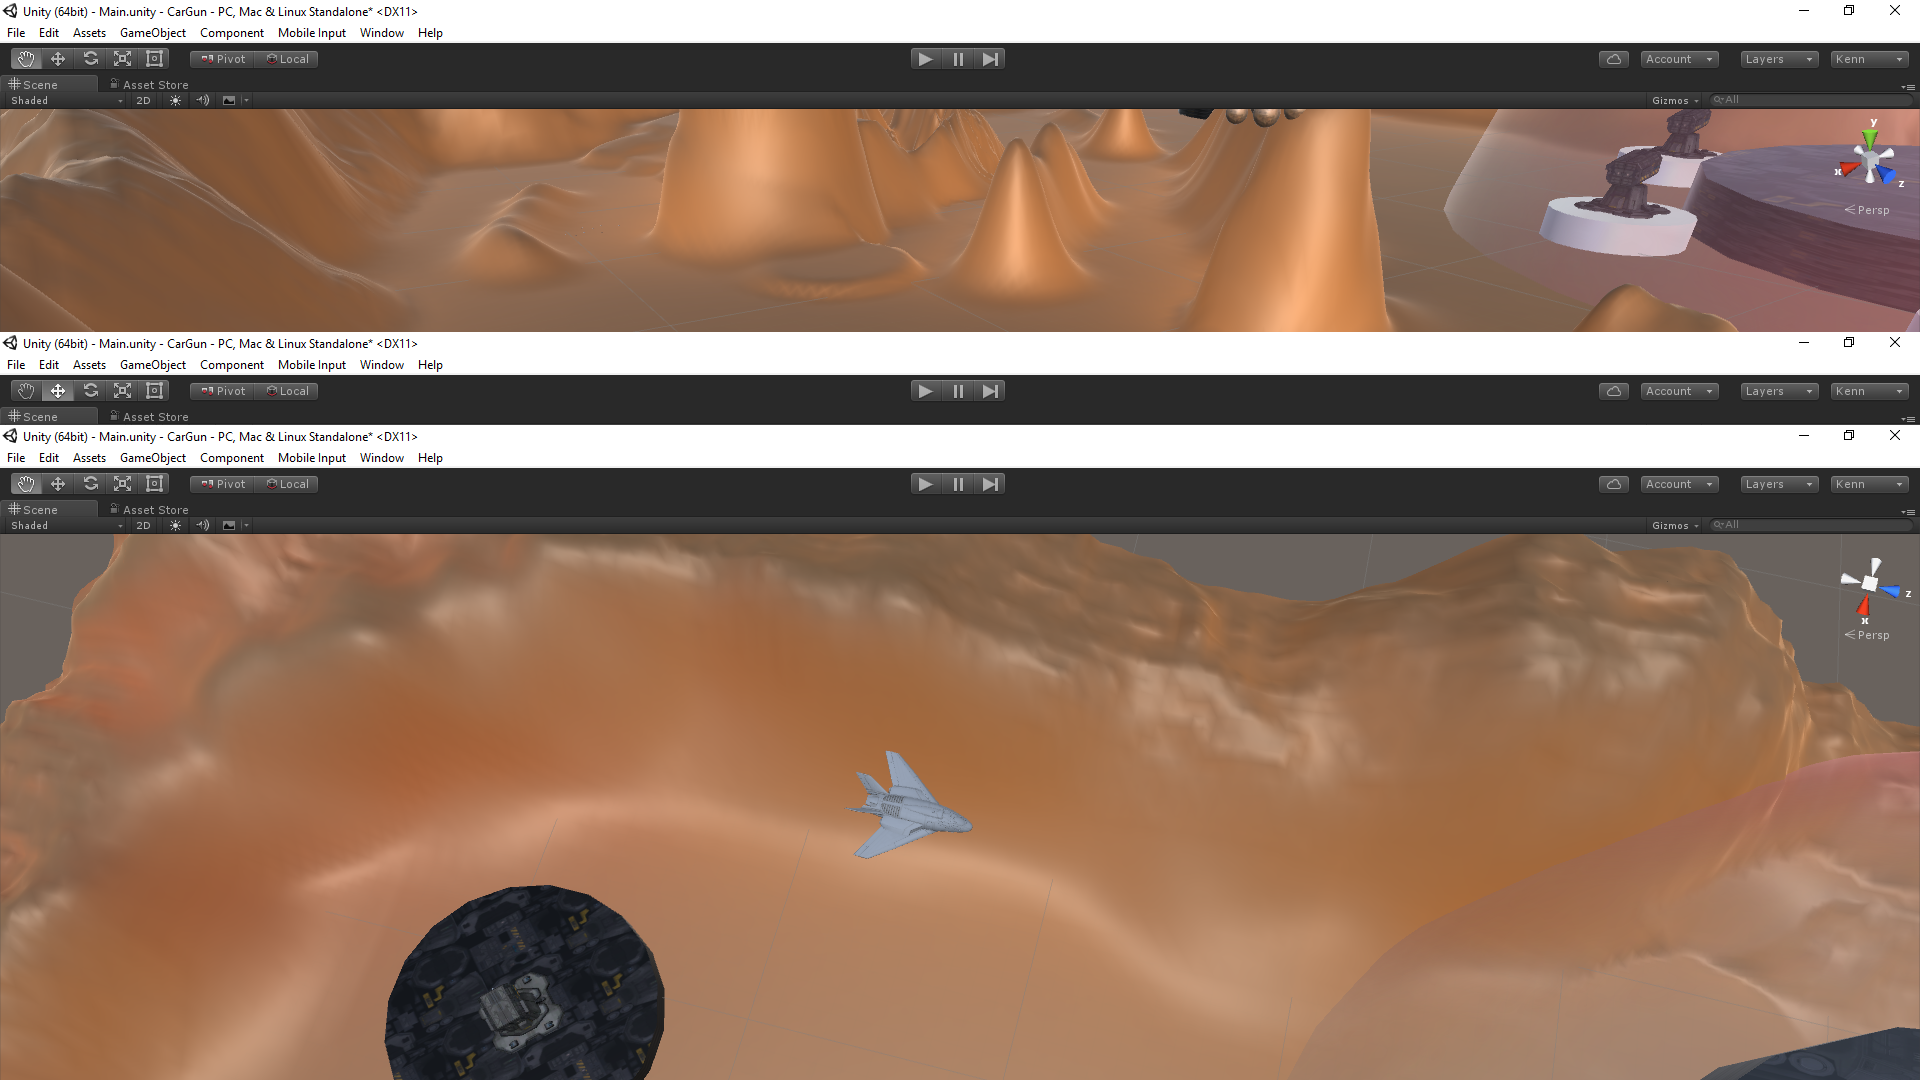 Unity (64bit) - Main.unity - CarGun - PC, Mac & Linux Standalone* <DX11>
File Edit Assets GameObject Component Mobile Input Window Help
Pivot Local Account Layers Kenn
Scene Asset Store
Shaded 2D Gizmos All
y
x
z
Persp
Unity (64bit) - Main.unity - CarGun - PC, Mac & Linux Standalone* <DX11>
File Edit Assets GameObject Component Mobile Input Window Help
Pivot Local Account Layers Kenn
Scene Asset Store
Unity (64bit) - Main.unity - CarGun - PC, Mac & Linux Standalone* <DX11>
File Edit Assets GameObject Component Mobile Input Window Help
Pivot Local Account Layers Kenn
Scene Asset Store
Shaded 2D Gizmos All
z
x
Persp